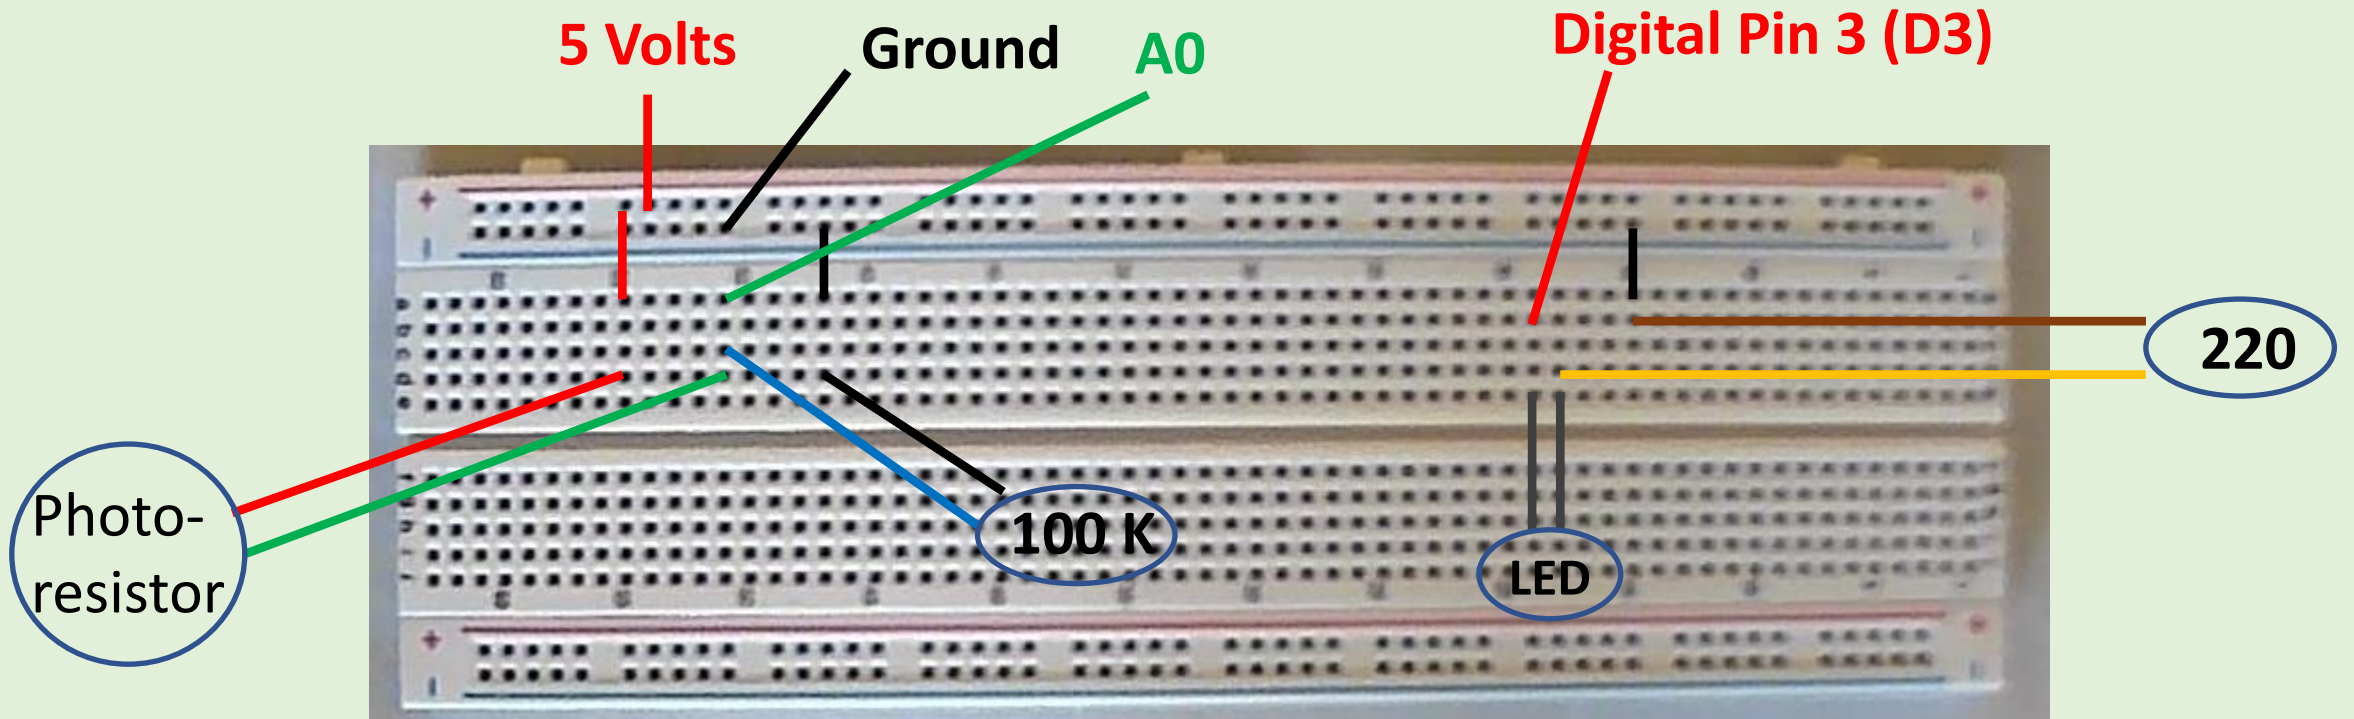 5 Volts
Ground
A0
Digital Pin 3 (D3)
220
Photo-
resistor
100 K
LED